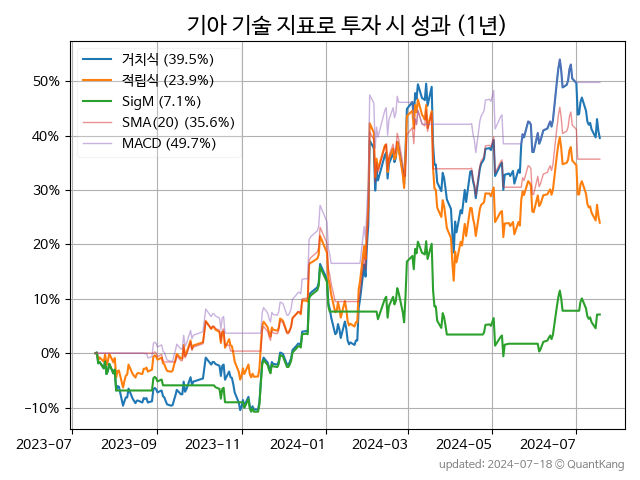 기아 기술 지표로 투자 시 성과 (1년)
거치식 (39.5%)
적립식 (23.9%)
SigM (7.1%)
SMA(20) (35.6%)
MACD (49.7%)
50%
40%
30%
20%
10%
0%
−10%
2023-07 2023-09 2023-11 2024-01 2024-03 2024-05 2024-07
updated: 2024-07-18 @ QuantKang